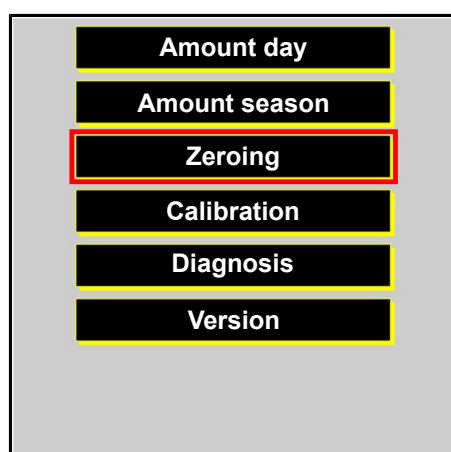 Amount day
Amount season
Zeroing
Calibration
Diagnosis
Version